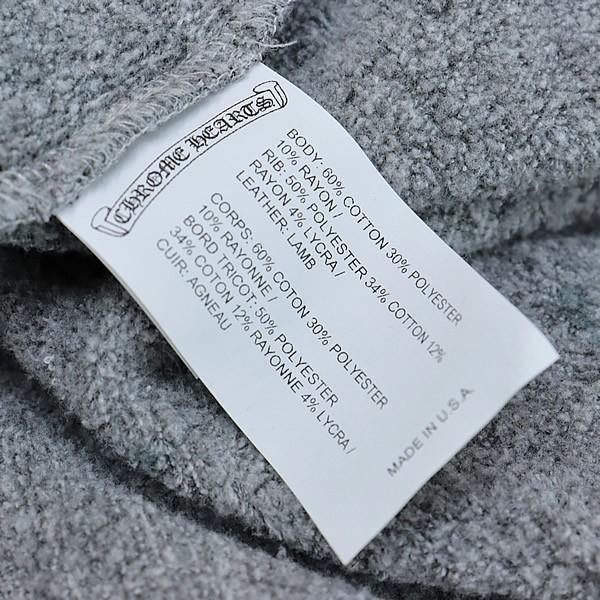 CHROME HEARTS
BODY: 60% COTTON 30% POLYESTER
10% RAYON /
RIB: 50% POLYESTER 34% COTTON 12%
RAYON 4% LYCRA /
LEATHER: LAMB
CORPS: 60% COTON 30% POLYESTER
10% RAYONNE /
BORD TRICOT: 50% POLYESTER
34% COTON 12% RAYONNE 4% LYCRA/
CUIR: AGNEAU
MADE IN U.S.A.